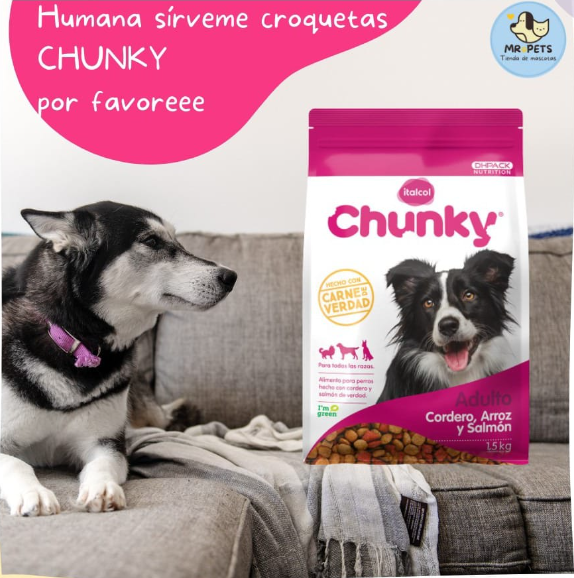 Humana sírveme croquetas
CHUNKY
por favoreee
MR PETS
Tienda de mascotas
DHPACK
NUTRITION
italcol
Chunky®
HECHO CON
CARNE DE
VERDAD
Para todas las razas.
Alimento para perros
hecho con cordero y
salmón de verdad.
I'm
green
Adulto
Cordero, Arroz
y Salmón
1.5 kg